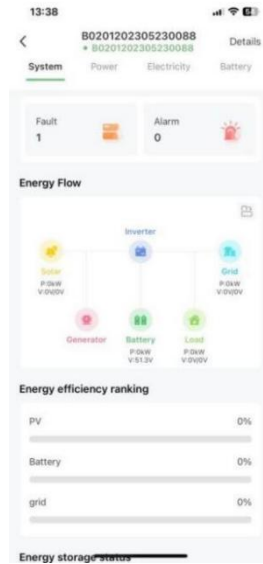 13:38
B0201202305230088
B0201202305230088
Details
System Power Electricity Battery
Fault
1
Alarm
0
Energy Flow
Inverter
Solar
P:0kW
V:0V/0V
Grid
P:0kW
V:0V/0V
Generator
Battery
P:0kW
V:51.3V
Load
P:0kW
V:0V/0V
Energy efficiency ranking
PV 0%
Battery 0%
grid 0%
Energy storage status